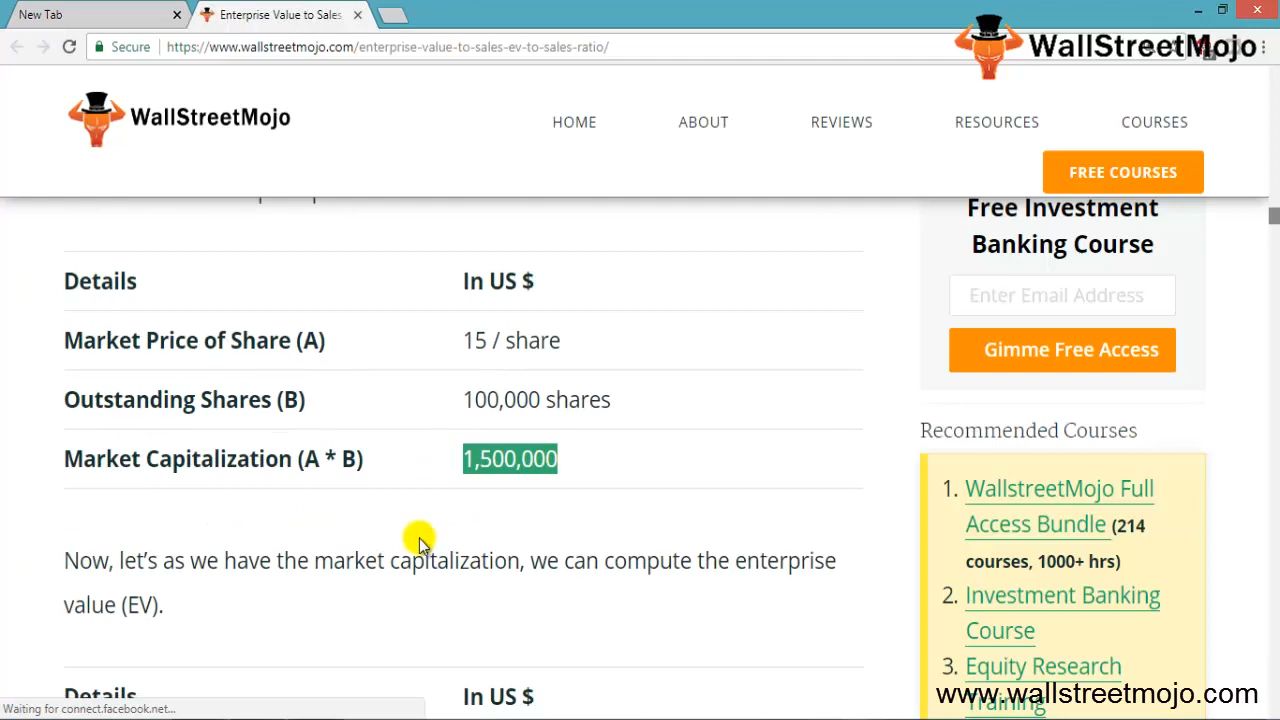 New Tab
Enterprise Value to Sales
Secure
https://www.wallstreetmojo.com/enterprise-value-to-sales-ev-to-sales-ratio/
WallStreetMojo
WallStreetMojo
HOME
ABOUT
REVIEWS
RESOURCES
COURSES
FREE COURSES
Details
In US $
Market Price of Share (A)
15 / share
Outstanding Shares (B)
100,000 shares
Market Capitalization (A * B)
1,500,000
Now, let’s as we have the market capitalization, we can compute the enterprise
value (EV).
Details
In US $
Free Investment
Banking Course
Enter Email Address
Gimme Free Access
Recommended Courses
1. WallstreetMojo Full
Access Bundle (214
courses, 1000+ hrs)
2. Investment Banking
Course
3. Equity Research
Training
www.wallstreetmojo.com
Waiting for connect.facebook.net...